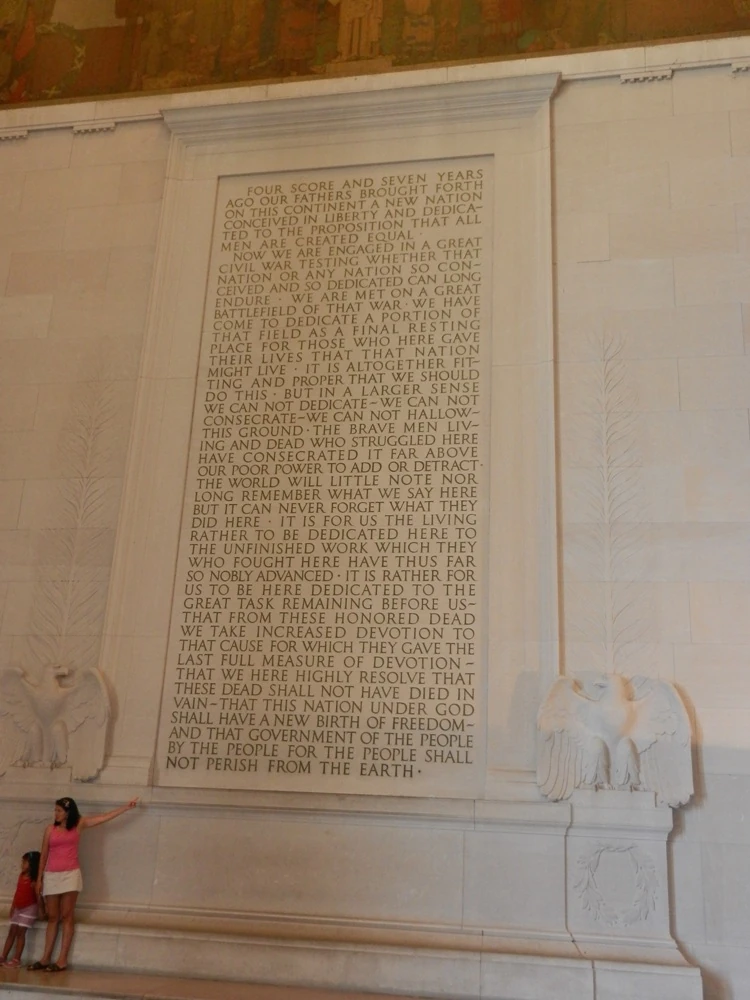 FOUR SCORE AND SEVEN YEARS
AGO OUR FATHERS BROUGHT FORTH
ON THIS CONTINENT A NEW NATION
CONCEIVED IN LIBERTY AND DEDICA-
TED TO THE PROPOSITION THAT ALL
MEN ARE CREATED EQUAL ·
NOW WE ARE ENGAGED IN A GREAT
CIVIL WAR TESTING WHETHER THAT
NATION OR ANY NATION SO CON-
CEIVED AND SO DEDICATED CAN LONG
ENDURE · WE ARE MET ON A GREAT
BATTLEFIELD OF THAT WAR · WE HAVE
COME TO DEDICATE A PORTION OF
THAT FIELD AS A FINAL RESTING
PLACE FOR THOSE WHO HERE GAVE
THEIR LIVES THAT THAT NATION
MIGHT LIVE · IT IS ALTOGETHER FIT-
TING AND PROPER THAT WE SHOULD
DO THIS · BUT IN A LARGER SENSE
WE CAN NOT DEDICATE–WE CAN NOT
CONSECRATE–WE CAN NOT HALLOW–
THIS GROUND · THE BRAVE MEN LIV-
ING AND DEAD WHO STRUGGLED HERE
HAVE CONSECRATED IT FAR ABOVE
OUR POOR POWER TO ADD OR DETRACT·
THE WORLD WILL LITTLE NOTE NOR
LONG REMEMBER WHAT WE SAY HERE
BUT IT CAN NEVER FORGET WHAT THEY
DID HERE · IT IS FOR US THE LIVING
RATHER TO BE DEDICATED HERE TO
THE UNFINISHED WORK WHICH THEY
WHO FOUGHT HERE HAVE THUS FAR
SO NOBLY ADVANCED · IT IS RATHER FOR
US TO BE HERE DEDICATED TO THE
GREAT TASK REMAINING BEFORE US–
THAT FROM THESE HONORED DEAD
WE TAKE INCREASED DEVOTION TO
THAT CAUSE FOR WHICH THEY GAVE THE
LAST FULL MEASURE OF DEVOTION –
THAT WE HERE HIGHLY RESOLVE THAT
THESE DEAD SHALL NOT HAVE DIED IN
VAIN–THAT THIS NATION UNDER GOD
SHALL HAVE A NEW BIRTH OF FREEDOM–
AND THAT GOVERNMENT OF THE PEOPLE
BY THE PEOPLE FOR THE PEOPLE SHALL
NOT PERISH FROM THE EARTH ·